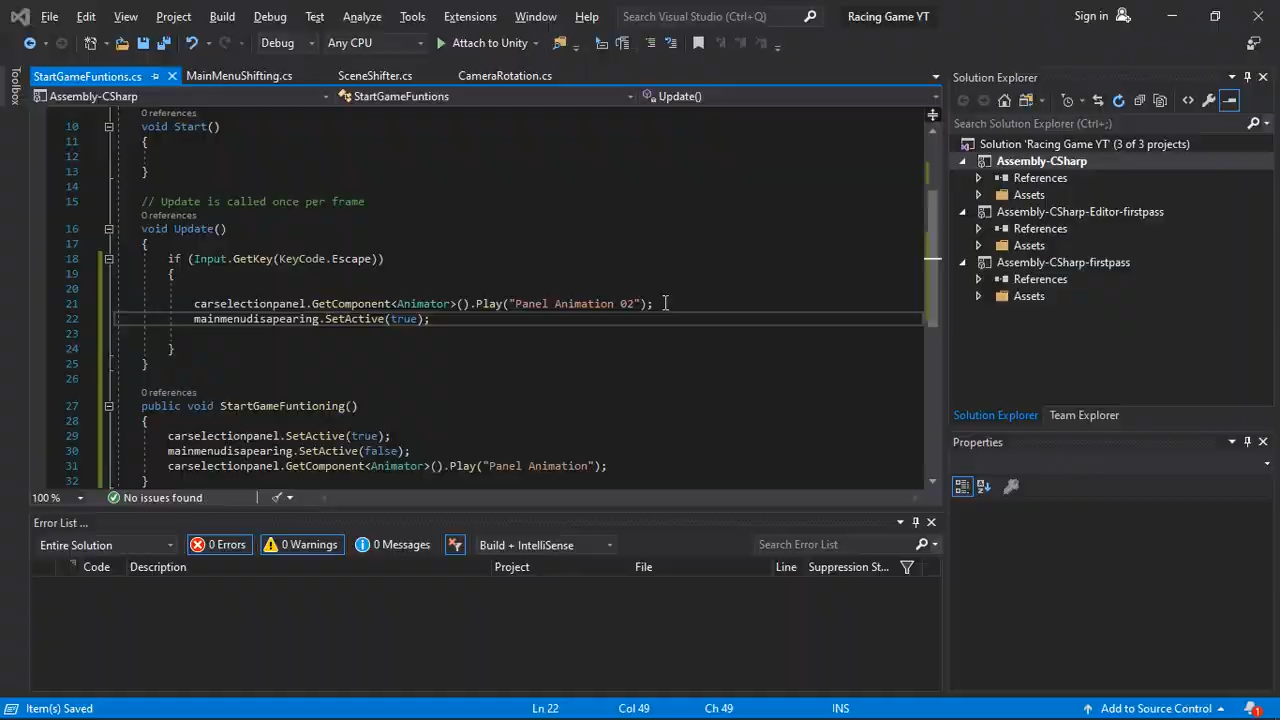 File Edit View Project Build Debug Test Analyze Tools Extensions Window Help Search Visual Studio (Ctrl+Q) Racing Game YT Sign in
Debug Any CPU Attach to Unity
Toolbox
StartGameFuntions.cs MainMenuShifting.cs SceneShifter.cs CameraRotation.cs
Assembly-CSharp StartGameFuntions Update()
0 references
10 void Start()
11 {
12
13 }
14
15 // Update is called once per frame
0 references
16 void Update()
17 {
18 if (Input.GetKey(KeyCode.Escape))
19 {
20
21 carselectionpanel.GetComponent<Animator>().Play("Panel Animation 02");
22 mainmenudisapearing.SetActive(true);
23
24 }
25 }
26
0 references
27 public void StartGameFuntioning()
28 {
29 carselectionpanel.SetActive(true);
30 mainmenudisapearing.SetActive(false);
31 carselectionpanel.GetComponent<Animator>().Play("Panel Animation");
32 }
100 % No issues found
Error List ...
Entire Solution 0 Errors 0 Warnings 0 Messages Build + IntelliSense Search Error List
Code Description Project File Line Suppression St...
Solution Explorer
Search Solution Explorer (Ctrl+;)
Solution 'Racing Game YT' (3 of 3 projects)
Assembly-CSharp
References
Assets
Assembly-CSharp-Editor-firstpass
References
Assets
Assembly-CSharp-firstpass
References
Assets
Solution Explorer Team Explorer
Properties
Item(s) Saved Ln 22 Col 49 Ch 49 INS Add to Source Control 1